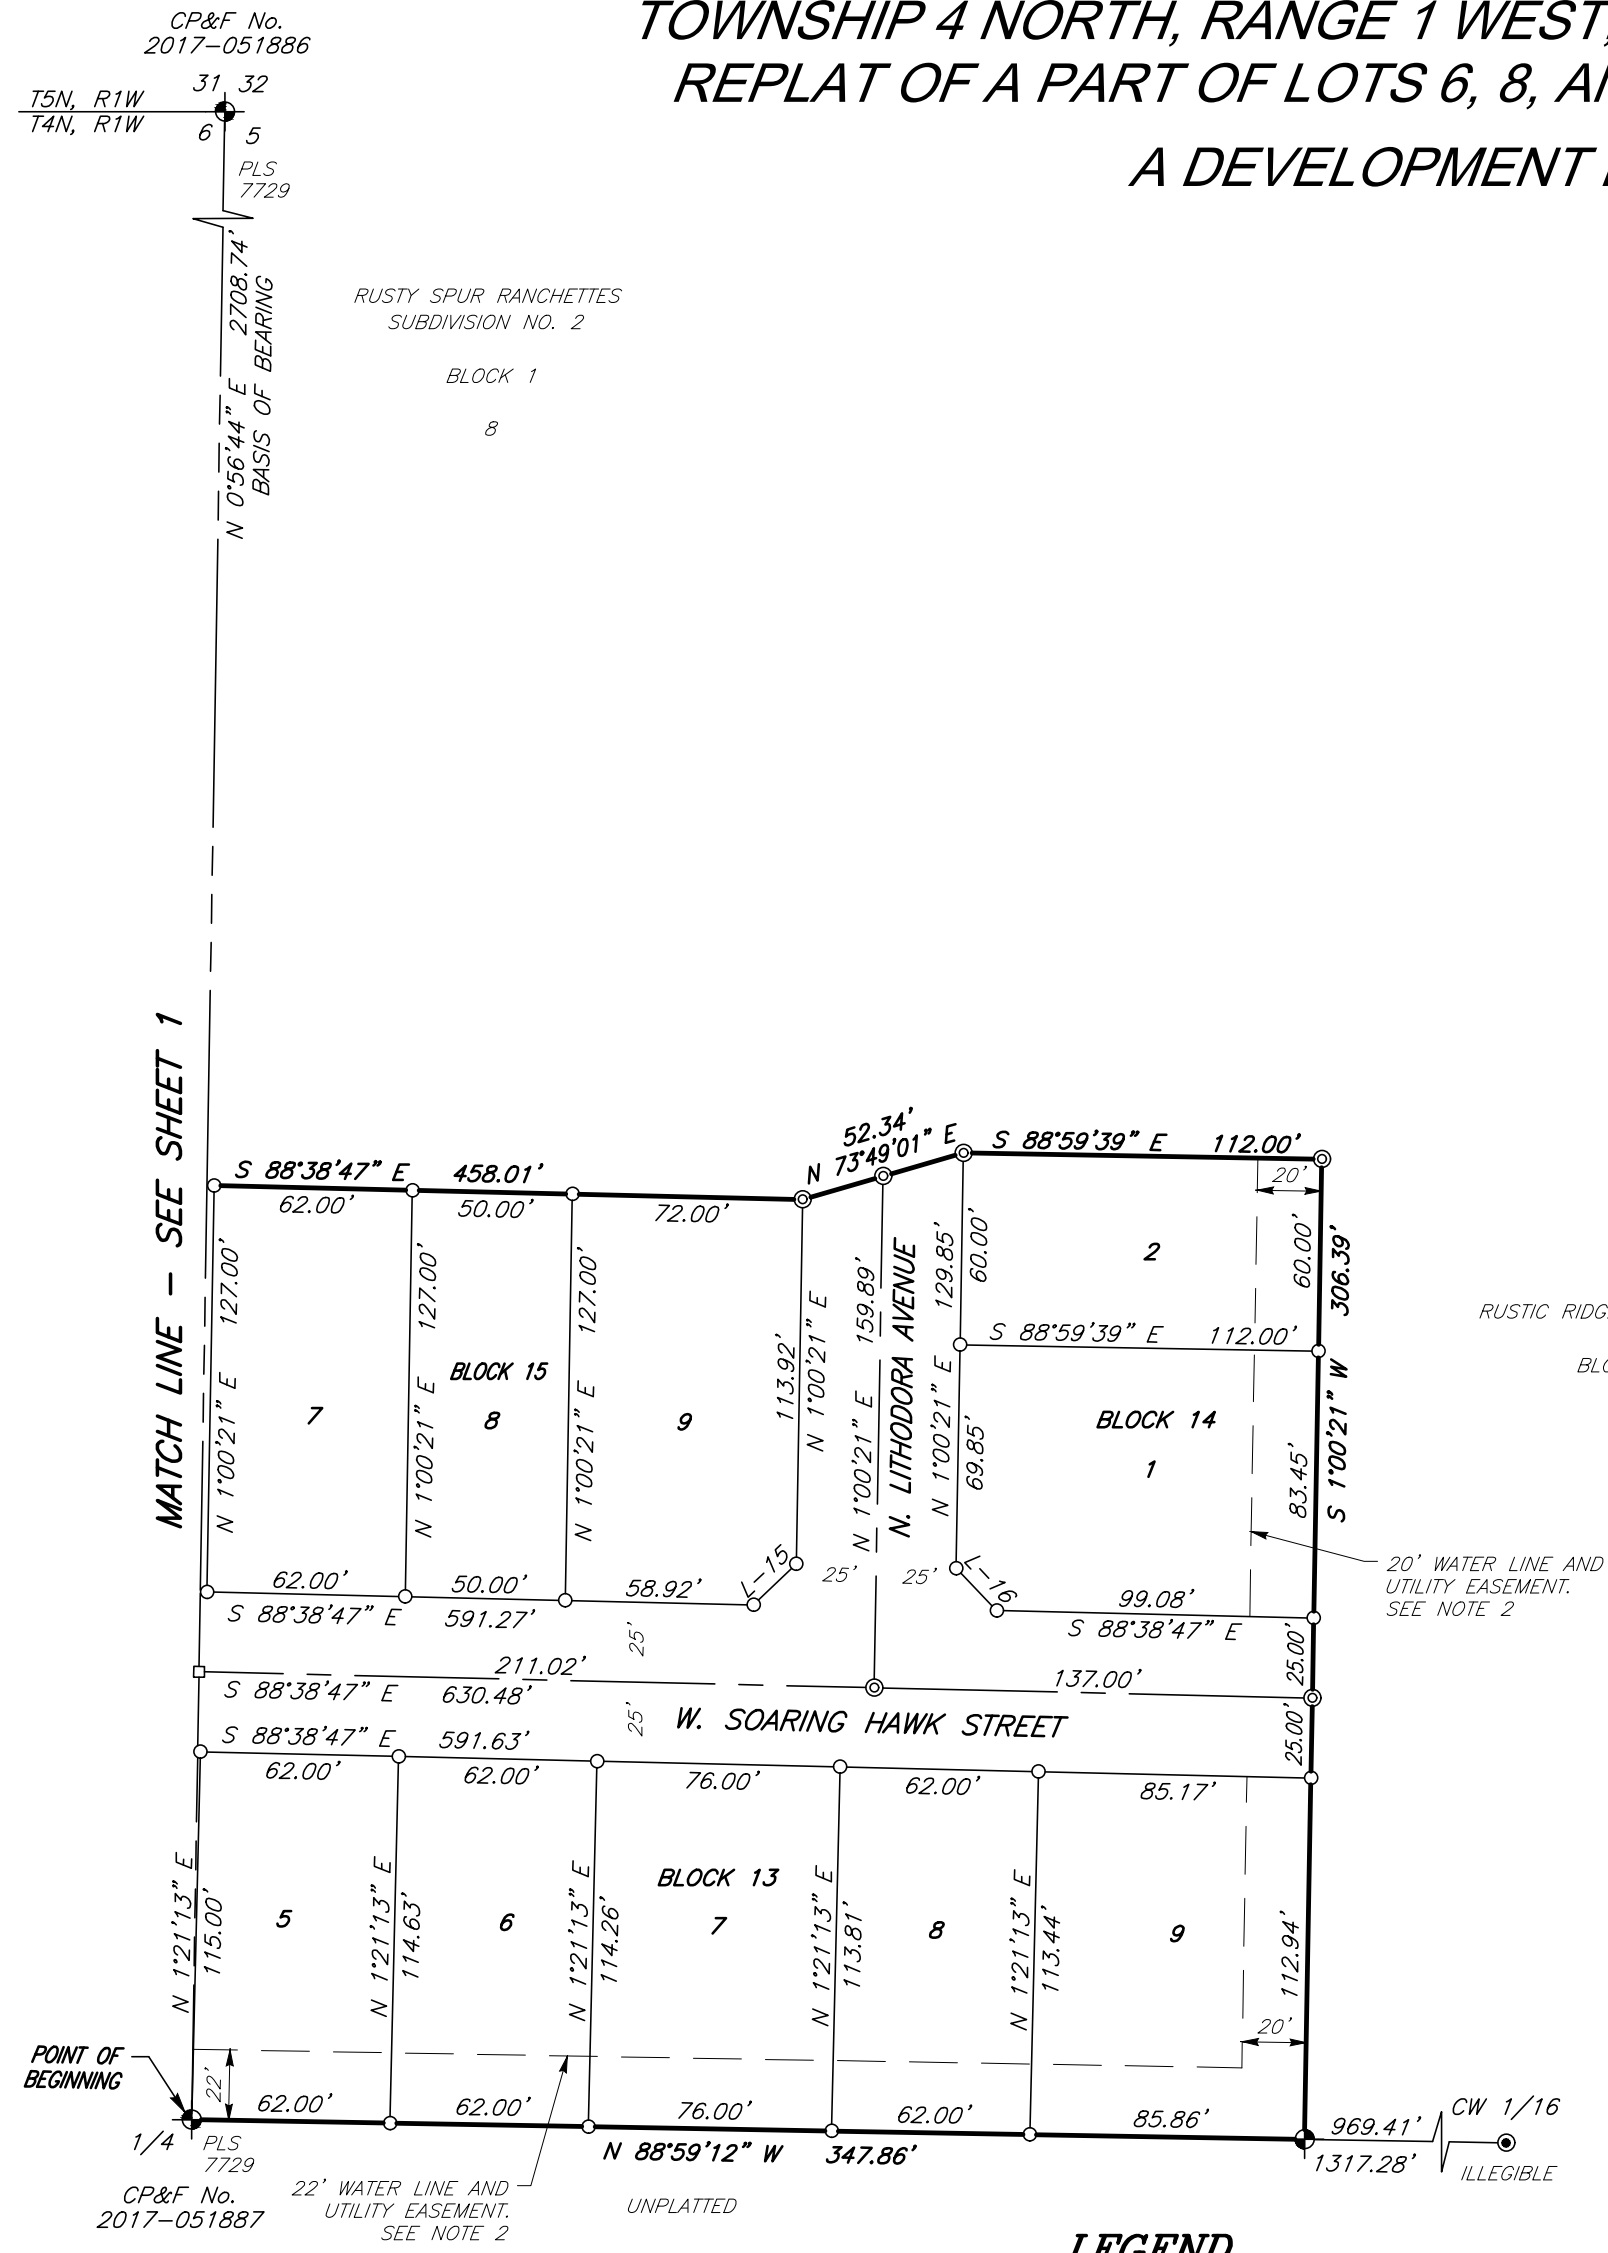 TOWNSHIP 4 NORTH, RANGE 1 WEST,
REPLAT OF A PART OF LOTS 6, 8,
A DEVELOPMENT
CP&F No.
2017-051886
31 32
T5N, R1W
T4N, R1W
6 5
PLS
7729
N 0°56'44" E 2708.74'
BASIS OF BEARING
RUSTY SPUR RANCHETTES
SUBDIVISION NO. 2
BLOCK 1
8
MATCH LINE - SEE SHEET 1
S 88°38'47" E 458.01'
62.00'
50.00'
72.00'
N 73°49'01" E
52.34'
S 88°59'39" E 112.00'
20'
N 1°00'21" E 127.00'
N 1°00'21" E 127.00'
N 1°00'21" E 127.00'
BLOCK 15
7
8
9
113.92'
N 1°00'21" E
N 1°00'21" E 159.89'
N. LITHODORA AVENUE
N 1°00'21" E 129.85'
60.00'
69.85'
2
60.00'
306.39'
S 1°00'21" W
S 88°59'39" E 112.00'
BLOCK 14
1
83.45'
RUSTIC
20' WATER LINE AND
UTILITY EASEMENT.
SEE NOTE 2
L-15
L-16
25'
25'
62.00'
50.00'
58.92'
S 88°38'47" E 591.27'
99.08'
S 88°38'47" E
25'
25'
25.00'
25.00'
211.02'
137.00'
S 88°38'47" E 630.48'
W. SOARING HAWK STREET
S 88°38'47" E 591.63'
62.00'
62.00'
76.00'
62.00'
85.17'
N 1°21'13" E
115.00'
N 1°21'13" E
114.63'
N 1°21'13" E
114.26'
N 1°21'13" E
113.81'
N 1°21'13" E
113.44'
112.94'
BLOCK 13
5
6
7
8
9
20'
22'
POINT OF
BEGINNING
62.00'
62.00'
76.00'
62.00'
85.86'
N 88°59'12" W 347.86'
969.41'
1317.28'
CW 1/16
ILLEGIBLE
1/4
PLS
7729
CP&F No.
2017-051887
22' WATER LINE AND
UTILITY EASEMENT.
SEE NOTE 2
UNPLATTED
LEGEND